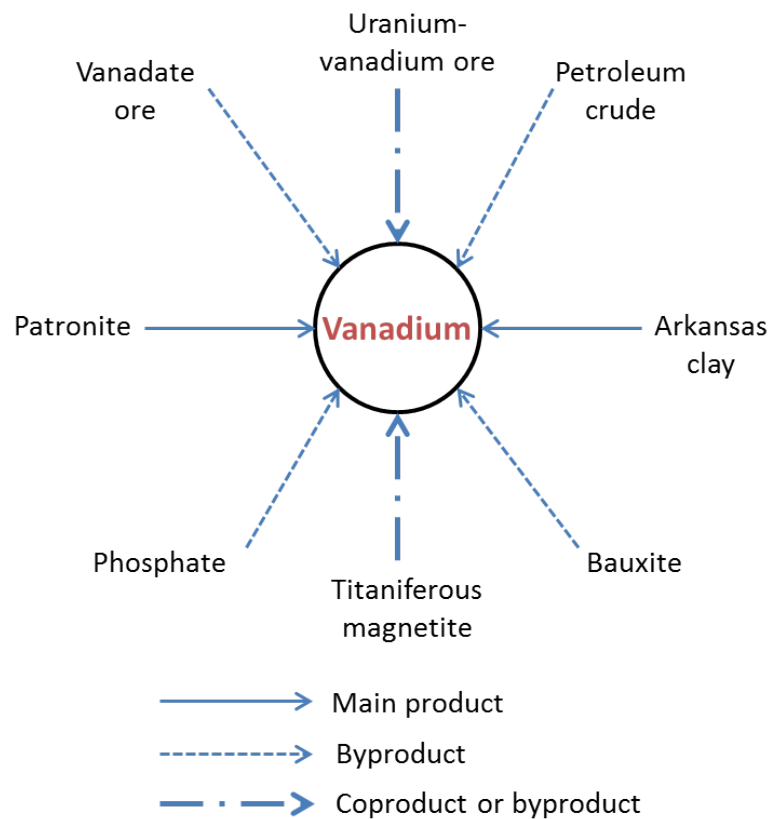 Uranium-
vanadium ore
Vanadate
ore
Petroleum
crude
Patronite
Vanadium
Arkansas
clay
Phosphate
Titaniferous
magnetite
Bauxite
Main product
Byproduct
Coproduct or byproduct